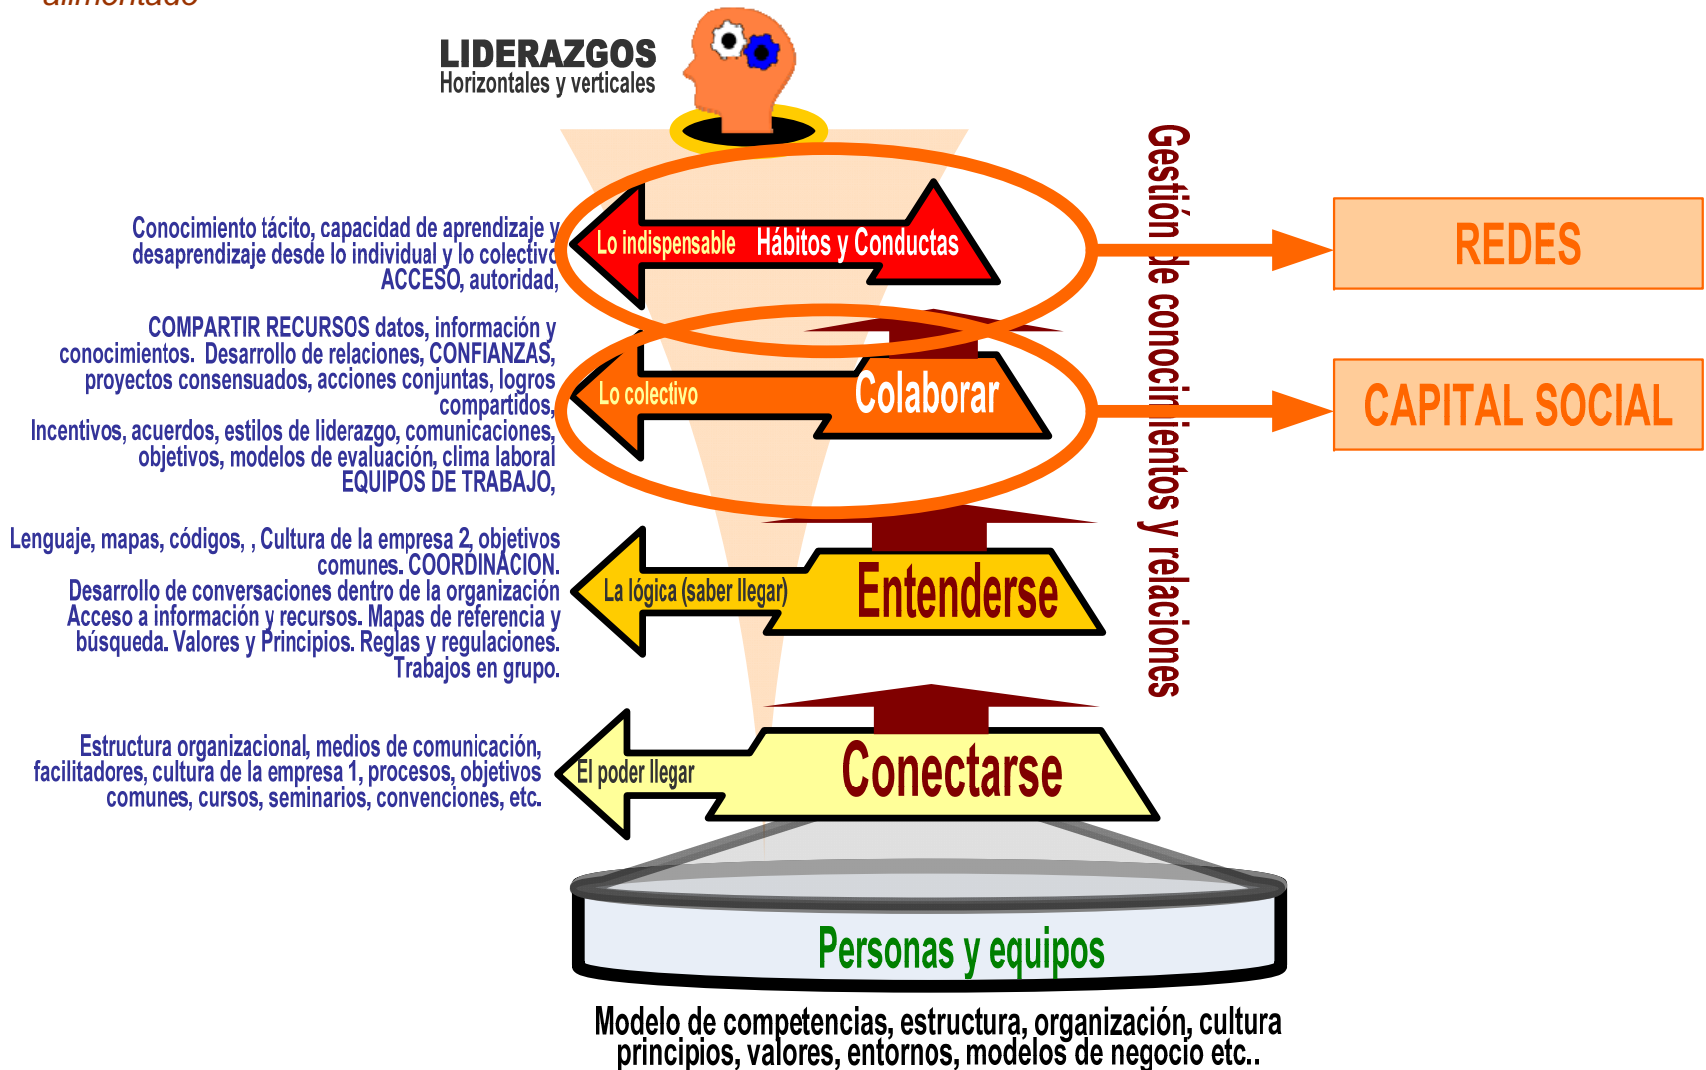 alimentado
LIDERAZGOS
Horizontales y verticales
Gestión de conocimientos y relaciones
Conocimiento tácito, capacidad de aprendizaje y
desaprendizaje desde lo individual y lo colectivo
ACCESO, autoridad,
Lo indispensable
Hábitos y Conductas
REDES
COMPARTIR RECURSOS datos, información y
conocimientos. Desarrollo de relaciones, CONFIANZAS,
proyectos consensuados, acciones conjuntas, logros
compartidos,
Incentivos, acuerdos, estilos de liderazgo, comunicaciones,
objetivos, modelos de evaluación, clima laboral
EQUIPOS DE TRABAJO,
Lo colectivo
Colaborar
CAPITAL SOCIAL
Lenguaje, mapas, códigos, , Cultura de la empresa 2, objetivos
comunes. COORDINACION.
Desarrollo de conversaciones dentro de la organización
Acceso a información y recursos. Mapas de referencia y
búsqueda. Valores y Principios. Reglas y regulaciones.
Trabajos en grupo.
La lógica (saber llegar)
Entenderse
Estructura organizacional, medios de comunicación,
facilitadores, cultura de la empresa 1, procesos, objetivos
comunes, cursos, seminarios, convenciones, etc.
El poder llegar
Conectarse
Personas y equipos
Modelo de competencias, estructura, organización, cultura
principios, valores, entornos, modelos de negocio etc..